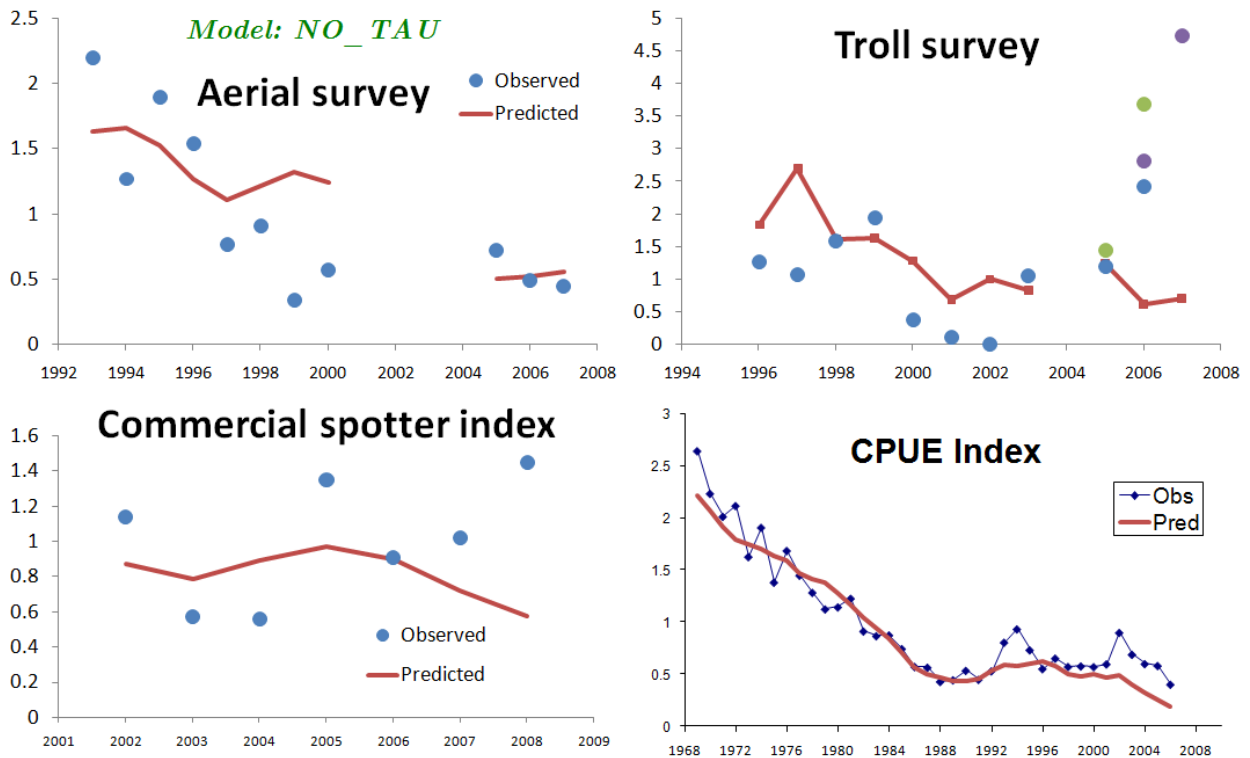 Model: NO_TAU
Aerial survey
Observed
Predicted
2.5
2
1.5
1
0.5
0
1992 1994 1996 1998 2000 2002 2004 2006 2008
Troll survey
5
4.5
4
3.5
3
2.5
2
1.5
1
0.5
0
1994 1996 1998 2000 2002 2004 2006 2008
Commercial spotter index
1.6
1.4
1.2
1
0.8
0.6
0.4
0.2
0
Observed
Predicted
2001 2002 2003 2004 2005 2006 2007 2008 2009
CPUE Index
Obs
Pred
3
2.5
2
1.5
1
0.5
0
1968 1972 1976 1980 1984 1988 1992 1996 2000 2004 2008